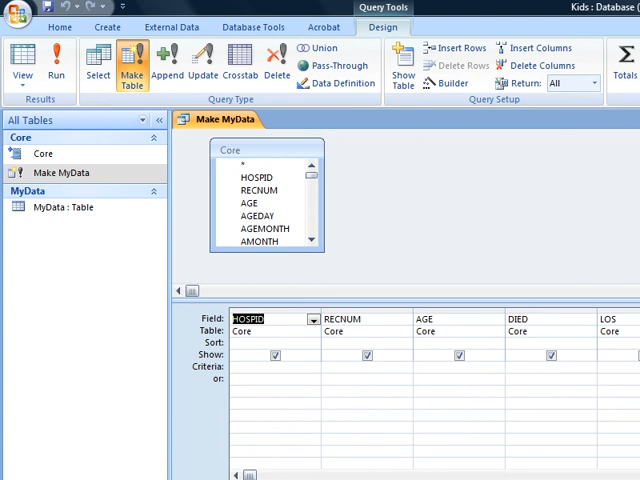 Query Tools
Kids : Database (
Home
Create
External Data
Database Tools
Acrobat
Design
View
Run
Results
Select
Make
Table
Append
Update
Crosstab
Delete
Union
Pass-Through
Data Definition
Query Type
Show
Table
Insert Rows
Delete Rows
Builder
Insert Columns
Delete Columns
Return: All
Query Setup
Σ
Totals
All Tables
«
Core
Core
Make MyData
MyData
MyData : Table
Make MyData
Core
*
HOSPID
RECNUM
AGE
AGEDAY
AGEMONTH
AMONTH
Field: HOSPID RECNUM AGE DIED LOS
Table: Core Core Core Core Core
Sort:
Show:
Criteria:
or: